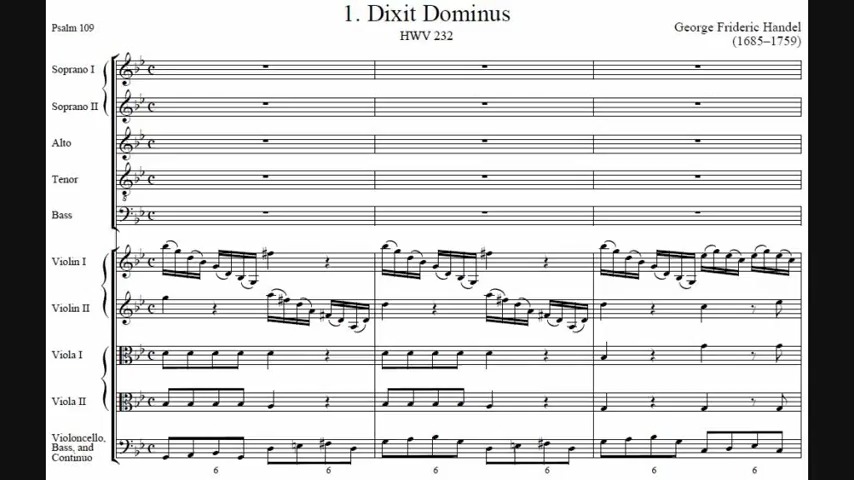 1. Dixit Dominus
HWV 232
Psalm 109
George Frideric Handel
(1685–1759)
Soprano I
Soprano II
Alto
Tenor
8
Bass
Violin I
Violin II
Viola I
Viola II
Violoncello,
Bass, and
Continuo
6 6 6 6 6 6